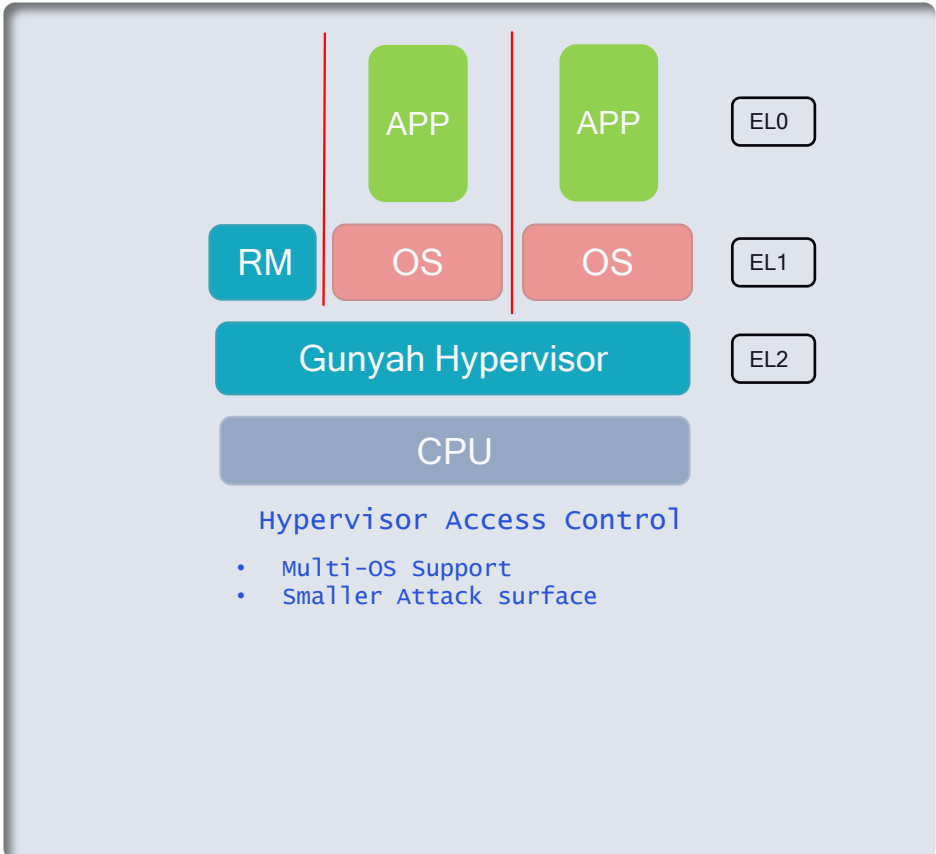 APP APP EL0
RM OS OS EL1
Gunyah Hypervisor EL2
CPU
Hypervisor Access Control
• Multi-OS Support
• Smaller Attack surface